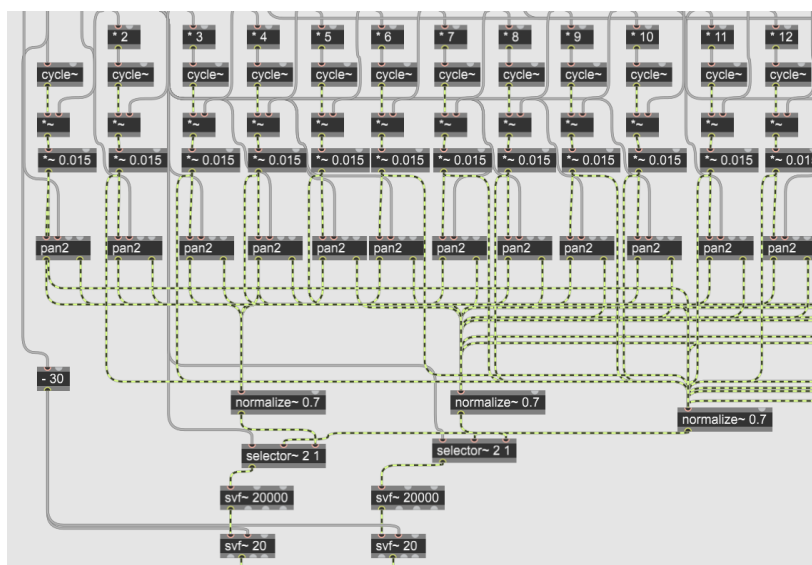 * 2 * 3 * 4 * 5 * 6 * 7 * 8 * 9 * 10 * 11 * 12
cycle~ cycle~ cycle~ cycle~ cycle~ cycle~ cycle~ cycle~ cycle~ cycle~ cycle~ cycle~
*~ *~ *~ *~ *~ *~ *~ *~ *~ *~ *~ *~
*~ 0.015 *~ 0.015 *~ 0.015 *~ 0.015 *~ 0.015 *~ 0.015 *~ 0.015 *~ 0.015 *~ 0.015 *~ 0.015 *~ 0.015 *~ 0.01
pan2 pan2 pan2 pan2 pan2 pan2 pan2 pan2 pan2 pan2 pan2 pan2
- 30
normalize~ 0.7 normalize~ 0.7
normalize~ 0.7
selector~ 2 1 selector~ 2 1
svf~ 20000 svf~ 20000
svf~ 20 svf~ 20